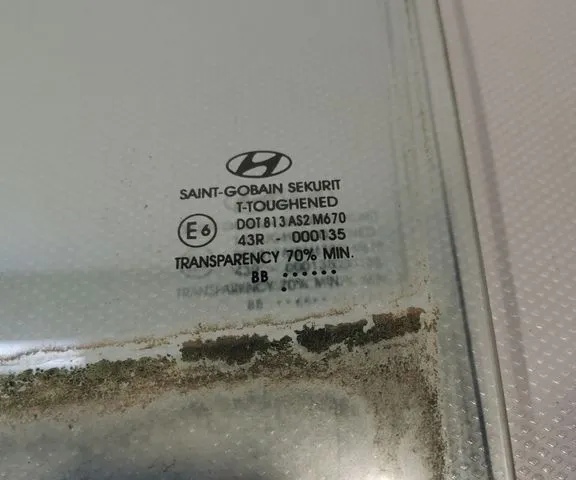 SAINT-GOBAIN SEKURIT
T-TOUGHENED
E6
DOT 813 AS2 M670
43R - 000135
TRANSPARENCY 70% MIN.
BB ••••••
•